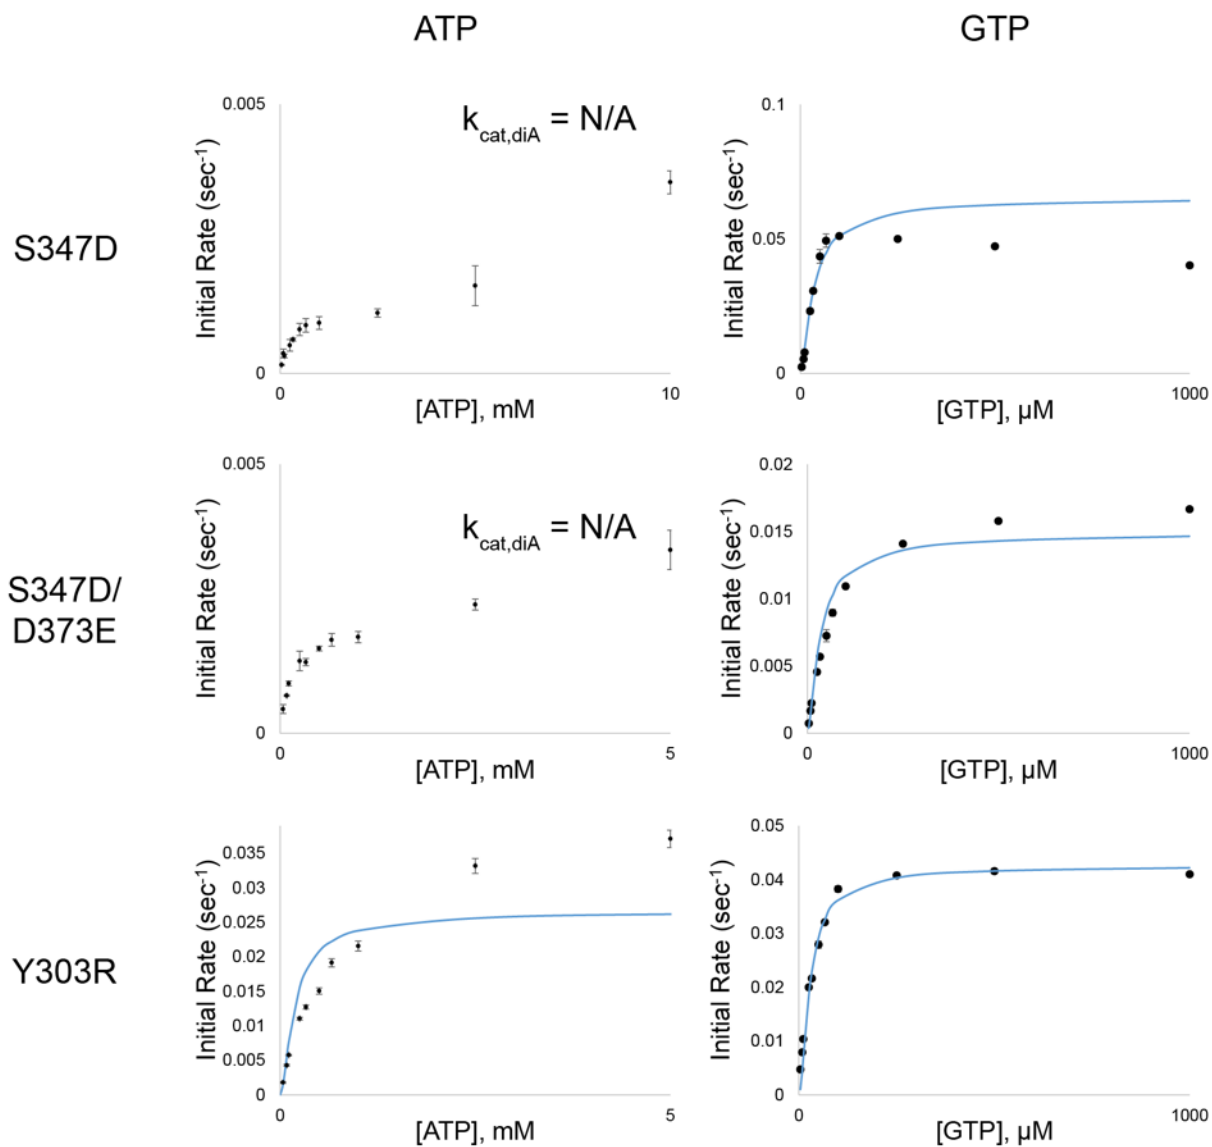 ATP GTP
S347D
Initial Rate (sec⁻¹)
0.005
0
k_cat,diA = N/A
0 10
[ATP], mM
Initial Rate (sec⁻¹)
0.1
0.05
0
0 1000
[GTP], µM
S347D/
D373E
Initial Rate (sec⁻¹)
0.005
0
k_cat,diA = N/A
0 5
[ATP], mM
Initial Rate (sec⁻¹)
0.02
0.015
0.01
0.005
0
0 1000
[GTP], µM
Y303R
Initial Rate (sec⁻¹)
0.035
0.03
0.025
0.02
0.015
0.01
0.005
0
0 5
[ATP], mM
Initial Rate (sec⁻¹)
0.05
0.04
0.03
0.02
0.01
0
0 1000
[GTP], µM